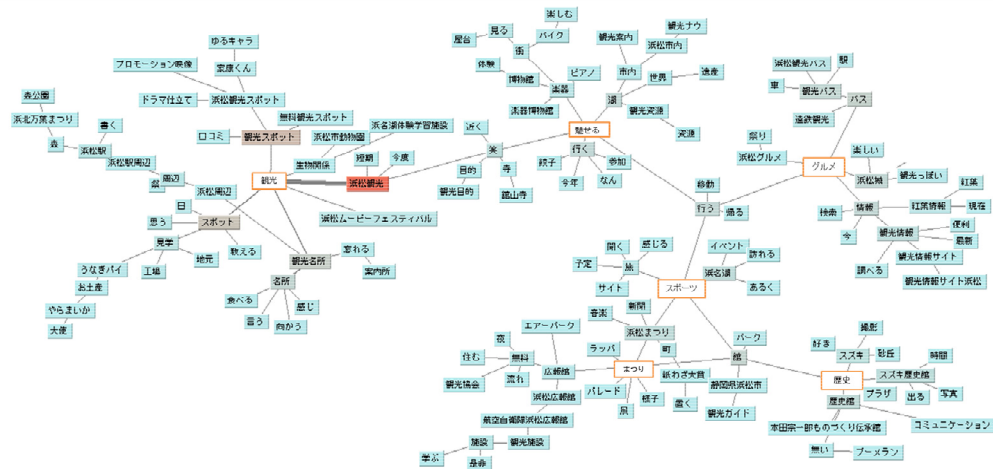 楽しむ
見る
バイク
屋台
街
体験
博物館
ピアノ
楽器
楽器博物館
観光案内
観光ナウ
浜松市内
市内
世界
遺産
湖
観光資源
資源
魅せる
ゆるキャラ
プロモーション映像
家康くん
ドラマ仕立て
浜松観光スポット
無料観光スポット
口コミ
観光スポット
浜松市動物園
浜名湖体験学習施設
生物関係
短期
今度
観光
浜松観光
浜松ムービーフェスティバル
森公園
浜北万葉まつり
書く
森
浜松駅
浜松駅周辺
周辺
浜松周辺
日
スポット
思う
映える
見学
地元
工場
うなぎパイ
お土産
やらまいか
大使
観光名所
忘れる
案内所
名所
食べる
感じ
言う
向かう
近く
目的
寺
観光目的
舘山寺
行く
様子
参加
今年
なん
浜松観光バス
駅
車
観光バス
バス
遠鉄観光
祭り
浜松グルメ
グルメ
楽しい
浜松城
観光っぽい
紅葉
情報
紅葉情報
現在
検索
今
観光情報
便利
最新
調べる
観光情報サイト
観光情報サイト浜松
移動
行う
帰る
聞く
感じる
予定
旅
サイト
イベント
訪れる
浜名湖
あるく
スポーツ
新聞
音楽
浜松まつり
ラッパ
町
まつり
紙わざ大賞
パレード
凧
様子
置く
パーク
館
静岡県浜松市
観光ガイド
エアーパーク
夜
住む
無料
広報館
観光協会
流れ
浜松広報館
航空自衛隊浜松広報館
施設
観光施設
学ぶ
是非
撮影
好き
スズキ
砂丘
時間
スズキ歴史館
歴史
プラザ
出る
写真
歴史館
本田宗一郎ものづくり伝承館
コミュニケーション
無い
ブーメラン